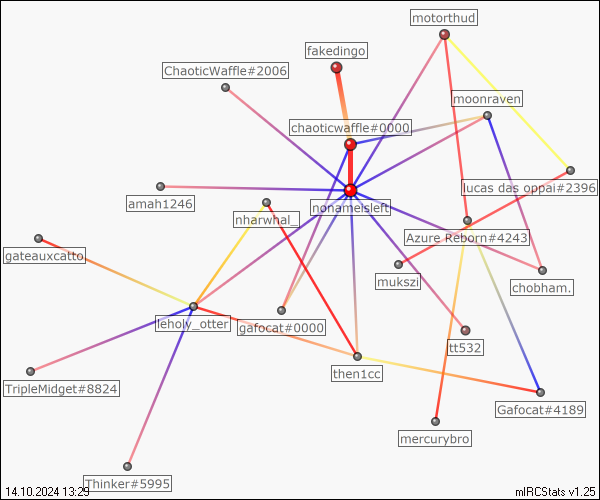 motorthud
fakedingo
ChaoticWaffle#2006
moonraven
chaoticwaffle#0000
lucas das oppai#2396
amah1246
nonameisleft
nharwhal_
Azure Reborn#4243
gateauxcatto
mukszi
chobham.
leholy_otter
gafocat#0000
tt532
then1cc
TripleMidget#8824
Gafocat#4189
mercurybro
Thinker#5995
14.10.2024 13:29
mIRCStats v1.25